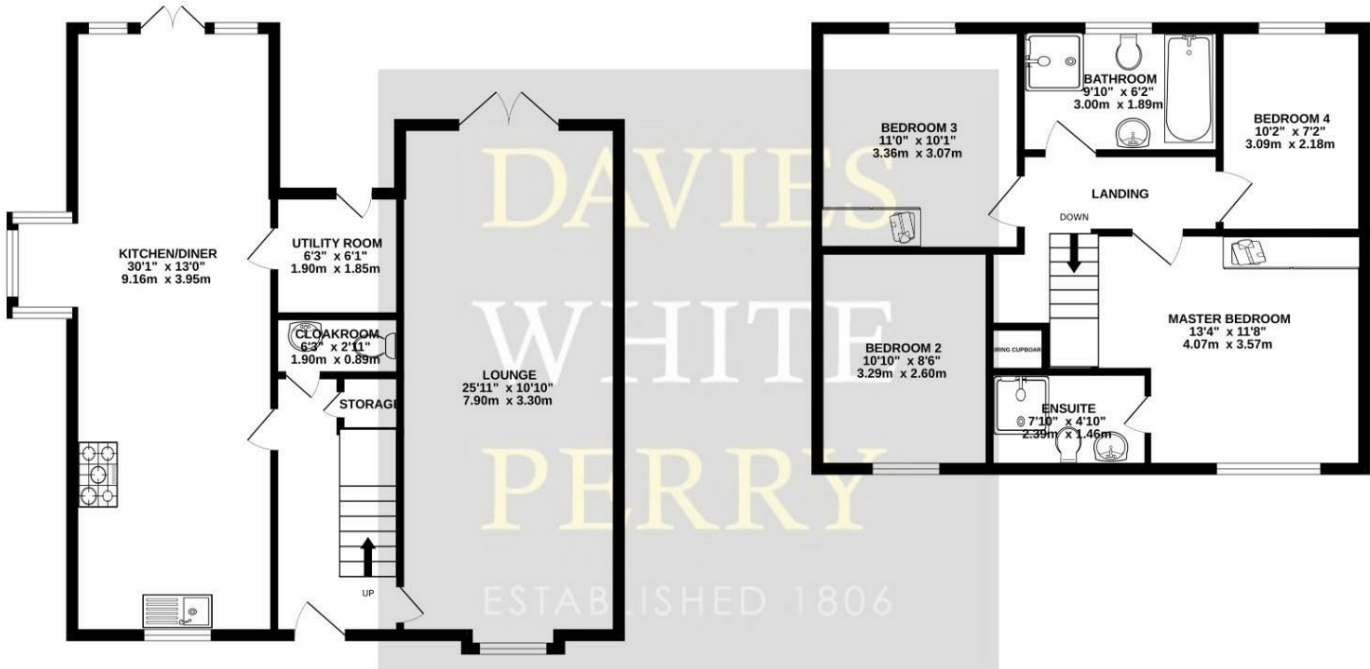 KITCHEN/DINER
30'1" x 13'0"
9.16m x 3.95m
UTILITY ROOM
6'3" x 6'1"
1.90m x 1.85m
CLOAKROOM
6'3" x 2'11"
1.90m x 0.89m
STORAGE
UP
LOUNGE
25'11" x 10'10"
7.90m x 3.30m
DAVIES
WHITE
PERRY
ESTABLISHED 1806
BEDROOM 3
11'0" x 10'1"
3.36m x 3.07m
BATHROOM
9'10" x 6'2"
3.00m x 1.89m
BEDROOM 4
10'2" x 7'2"
3.09m x 2.18m
LANDING
DOWN
BEDROOM 2
10'10" x 8'6"
3.29m x 2.60m
MASTER BEDROOM
13'4" x 11'8"
4.07m x 3.57m
RING CUPBOAR
ENSUITE
7'10" x 4'10"
2.39m x 1.46m